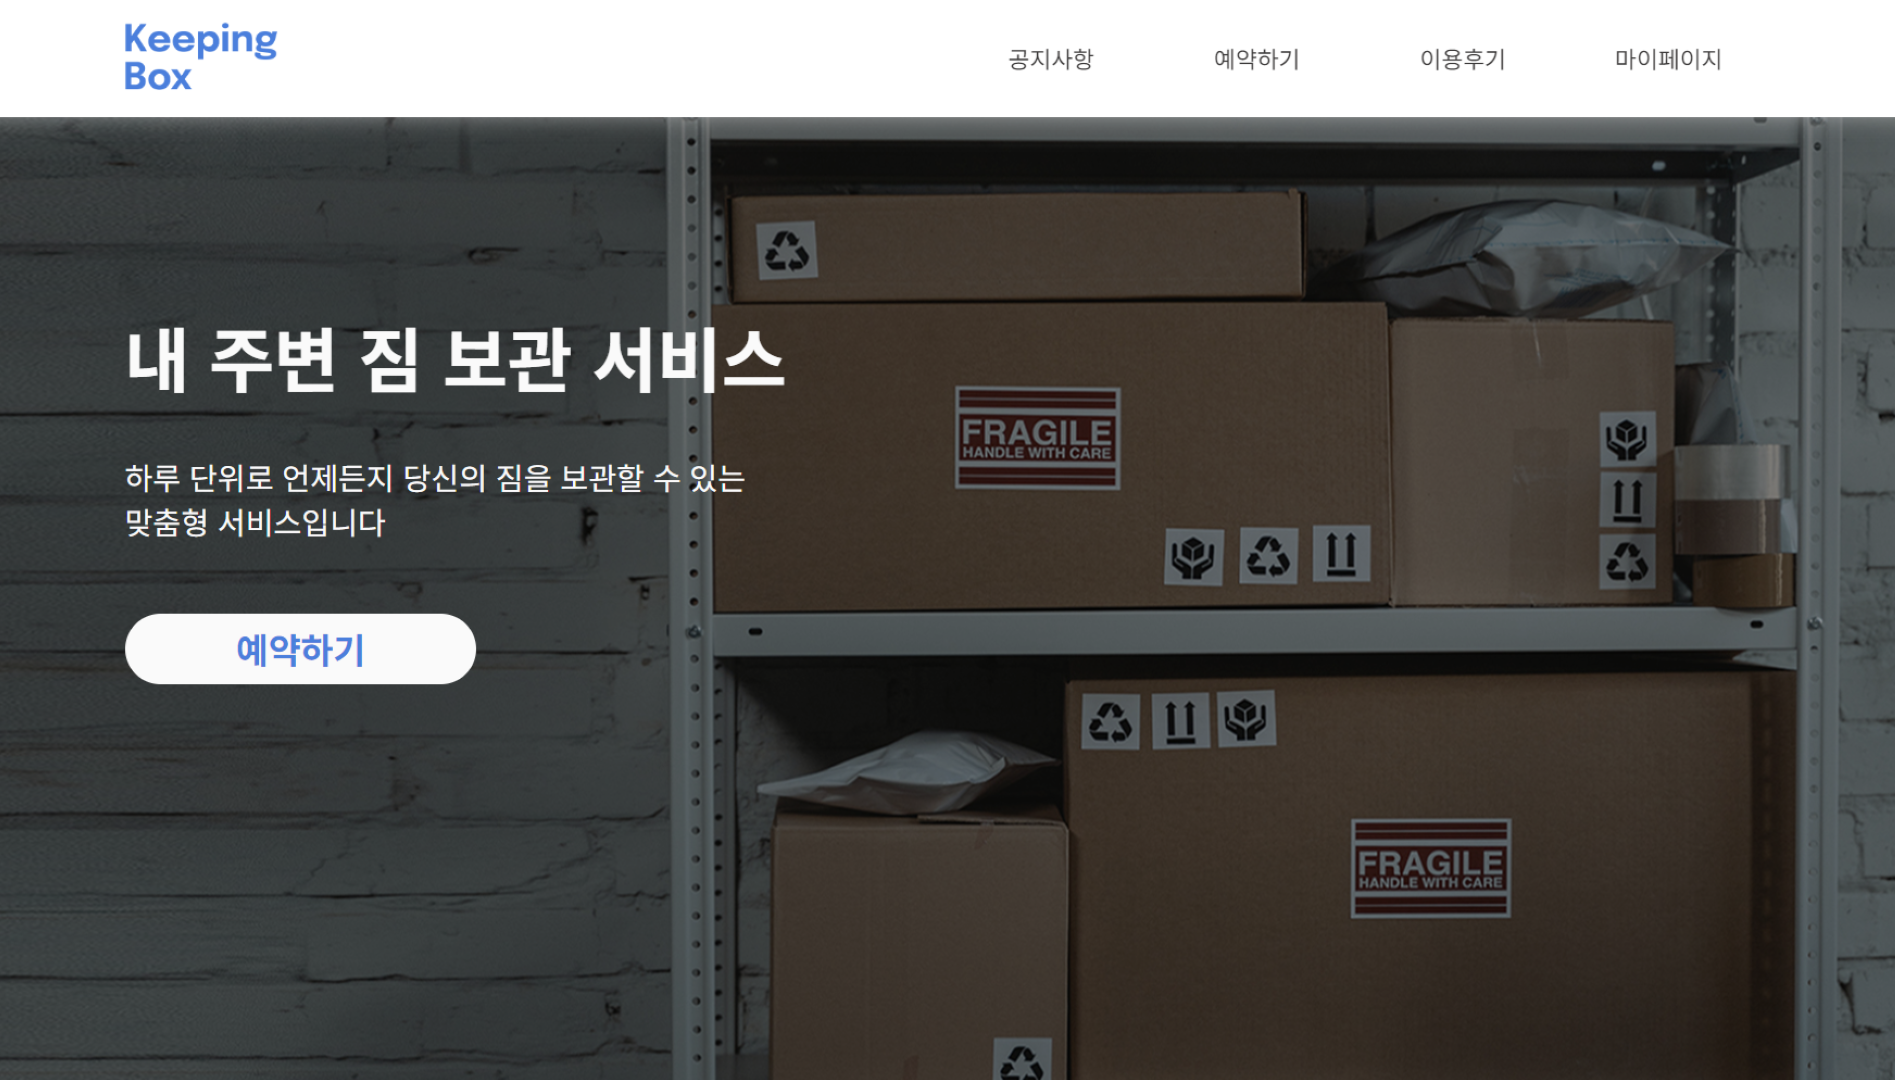 Keeping
Box
공지사항
예약하기
이용후기
마이페이지
내 주변 짐 보관 서비스
하루 단위로 언제든지 당신의 짐을 보관할 수 있는
맞춤형 서비스입니다
예약하기
FRAGILE
HANDLE WITH CARE
FRAGILE
HANDLE WITH CARE